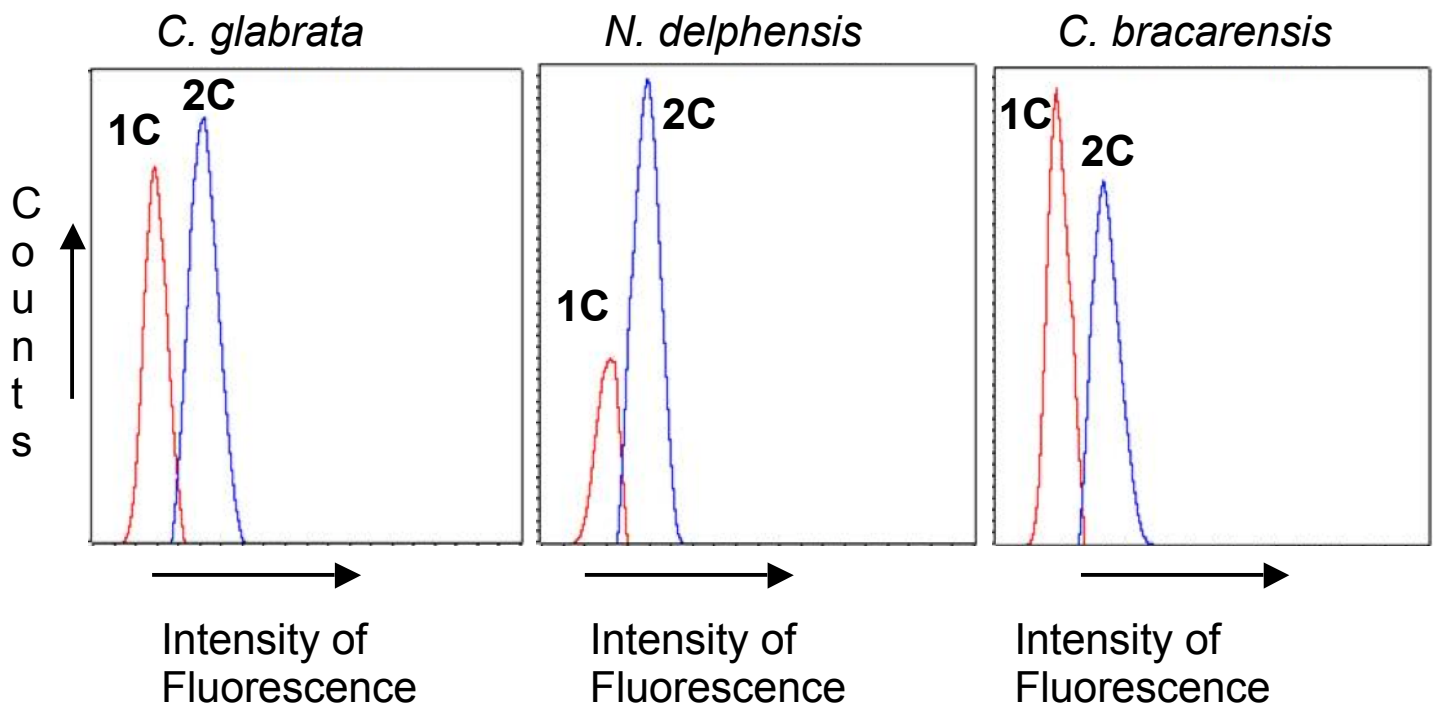 C. glabrata
N. delphensis
C. bracarensis
2C
1C
2C
1C
1C
2C
Counts
Intensity of
Fluorescence
Intensity of
Fluorescence
Intensity of
Fluorescence